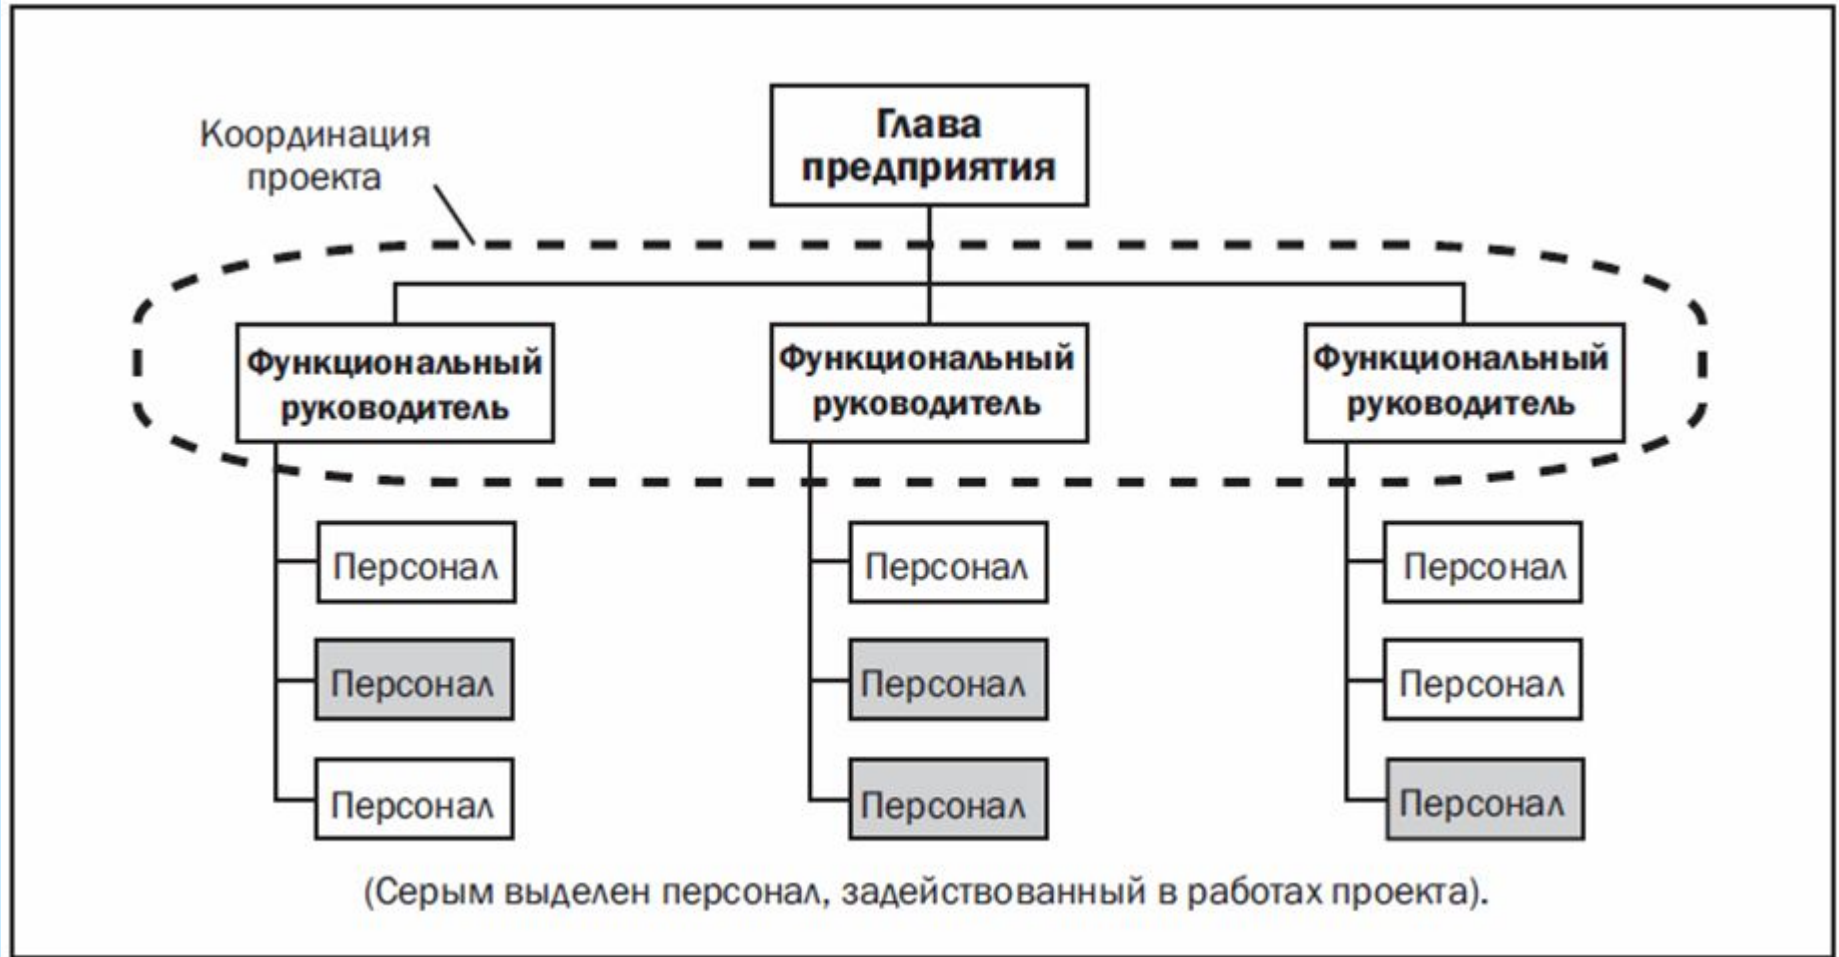 Координация
проекта
Глава
предприятия
Функциональный
руководитель
Функциональный
руководитель
Функциональный
руководитель
Персонал
Персонал
Персонал
Персонал
Персонал
Персонал
Персонал
Персонал
Персонал
(Серым выделен персонал, задействованный в работах проекта).